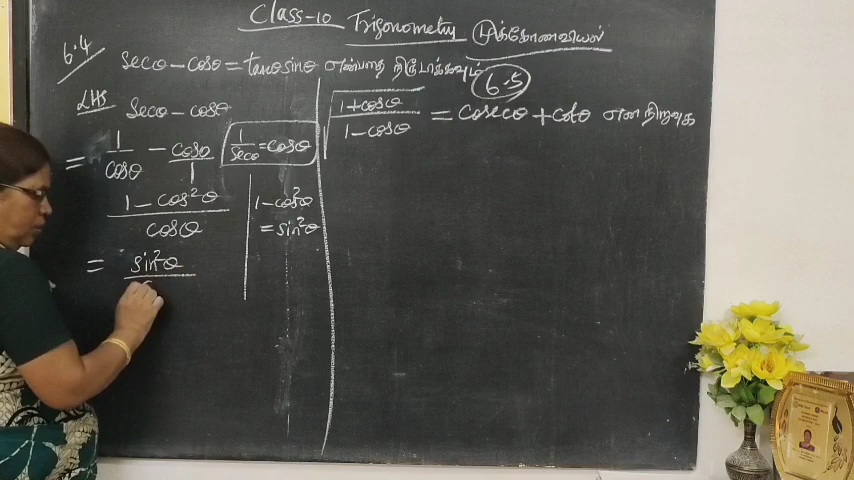 Class-10 Trigonometry முக்கோணவியல்
6.4 secθ - cosθ = tanθ sinθ என்பதை நிரூபிக்கவும்
LHS secθ - cosθ
= 1/cosθ - cosθ/1
1/secθ = cosθ
1 - cos²θ/cosθ
1 - cos²θ
= sin²θ
= sin²θ
6.5
√(1+cosθ/1-cosθ) = cosecθ + cotθ என நிறுவுக